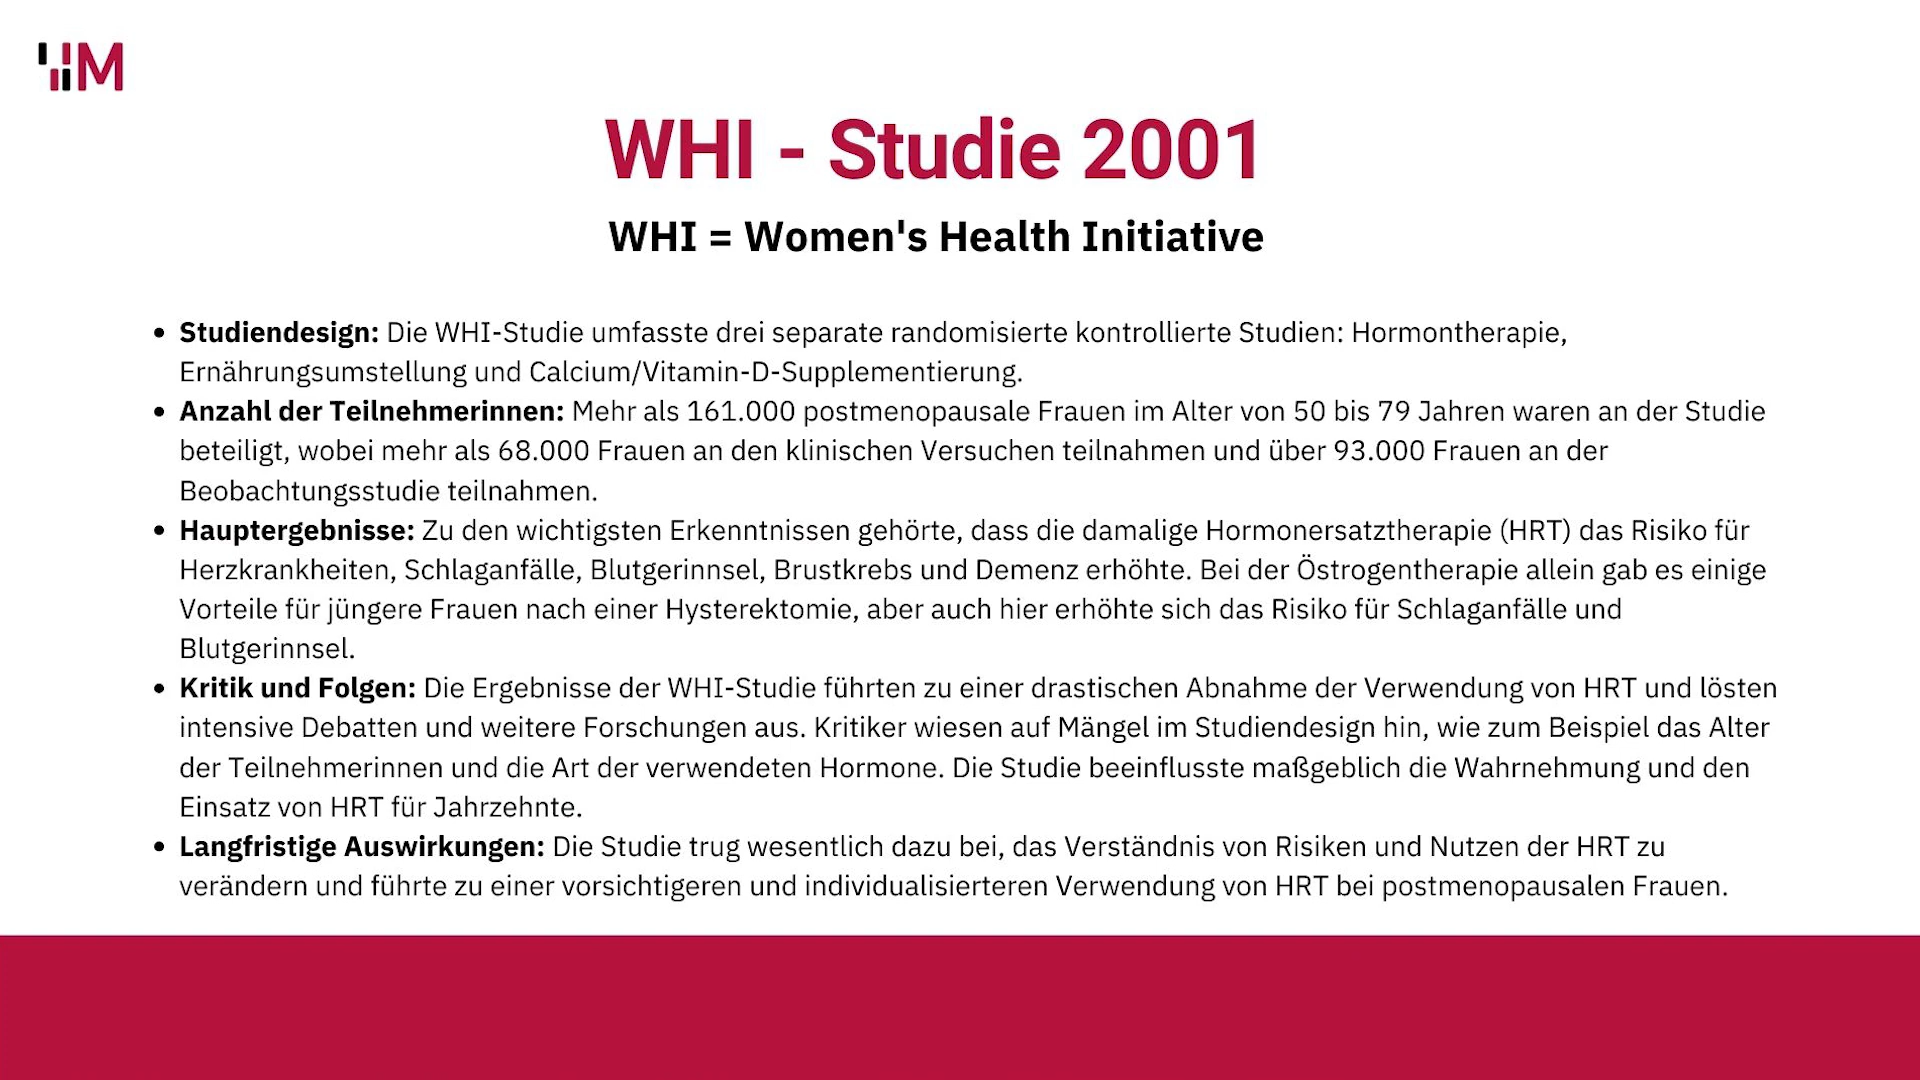 M
WHI - Studie 2001
WHI = Women's Health Initiative
• Studiendesign: Die WHI-Studie umfasste drei separate randomisierte kontrollierte Studien: Hormontherapie,
Ernährungsumstellung und Calcium/Vitamin-D-Supplementierung.
• Anzahl der Teilnehmerinnen: Mehr als 161.000 postmenopausale Frauen im Alter von 50 bis 79 Jahren waren an der Studie
beteiligt, wobei mehr als 68.000 Frauen an den klinischen Versuchen teilnahmen und über 93.000 Frauen an der
Beobachtungsstudie teilnahmen.
• Hauptergebnisse: Zu den wichtigsten Erkenntnissen gehörte, dass die damalige Hormonersatztherapie (HRT) das Risiko für
Herzkrankheiten, Schlaganfälle, Blutgerinnsel, Brustkrebs und Demenz erhöhte. Bei der Östrogentherapie allein gab es einige
Vorteile für jüngere Frauen nach einer Hysterektomie, aber auch hier erhöhte sich das Risiko für Schlaganfälle und
Blutgerinnsel.
• Kritik und Folgen: Die Ergebnisse der WHI-Studie führten zu einer drastischen Abnahme der Verwendung von HRT und lösten
intensive Debatten und weitere Forschungen aus. Kritiker wiesen auf Mängel im Studiendesign hin, wie zum Beispiel das Alter
der Teilnehmerinnen und die Art der verwendeten Hormone. Die Studie beeinflusste maßgeblich die Wahrnehmung und den
Einsatz von HRT für Jahrzehnte.
• Langfristige Auswirkungen: Die Studie trug wesentlich dazu bei, das Verständnis von Risiken und Nutzen der HRT zu
verändern und führte zu einer vorsichtigeren und individualisierteren Verwendung von HRT bei postmenopausalen Frauen.